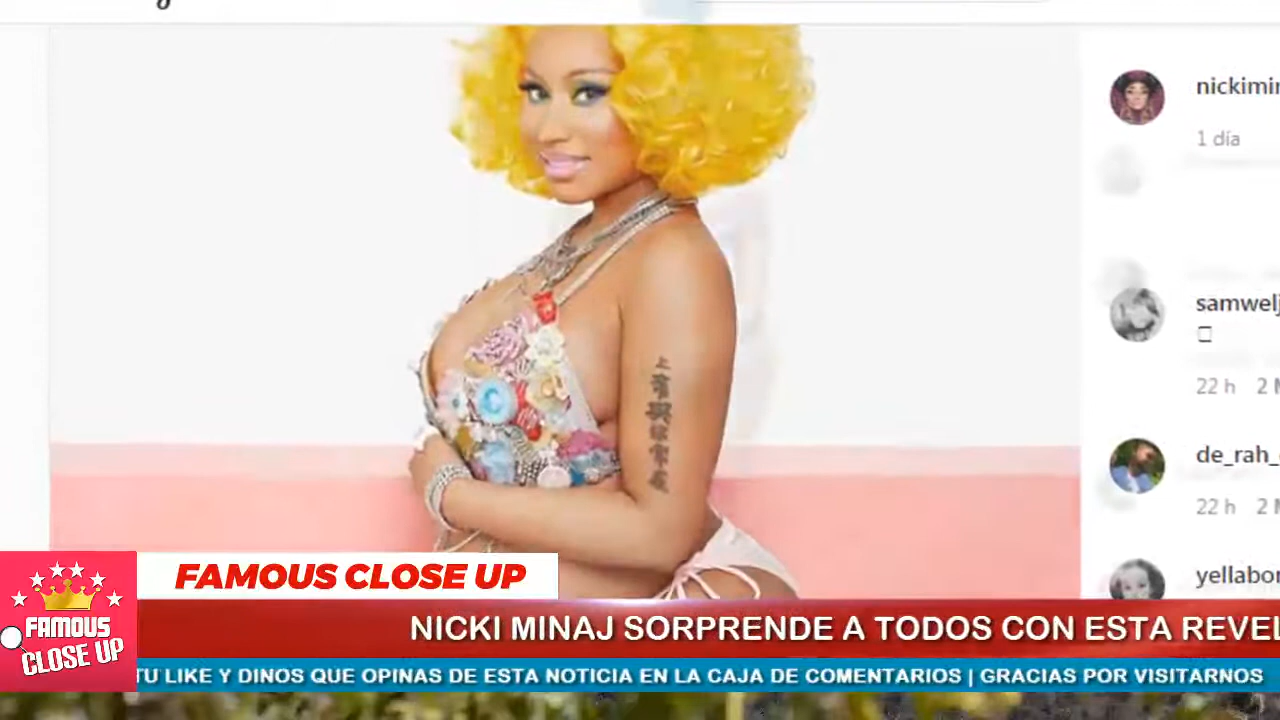 nickimin
1 día
samwelj
22 h 2 M
de_rah_
22 h 2 M
yellabon
FAMOUS CLOSE UP
FAMOUS
CLOSE UP
NICKI MINAJ SORPRENDE A TODOS CON ESTA REVEL
TU LIKE Y DINOS QUE OPINAS DE ESTA NOTICIA EN LA CAJA DE COMENTARIOS | GRACIAS POR VISITARNOS